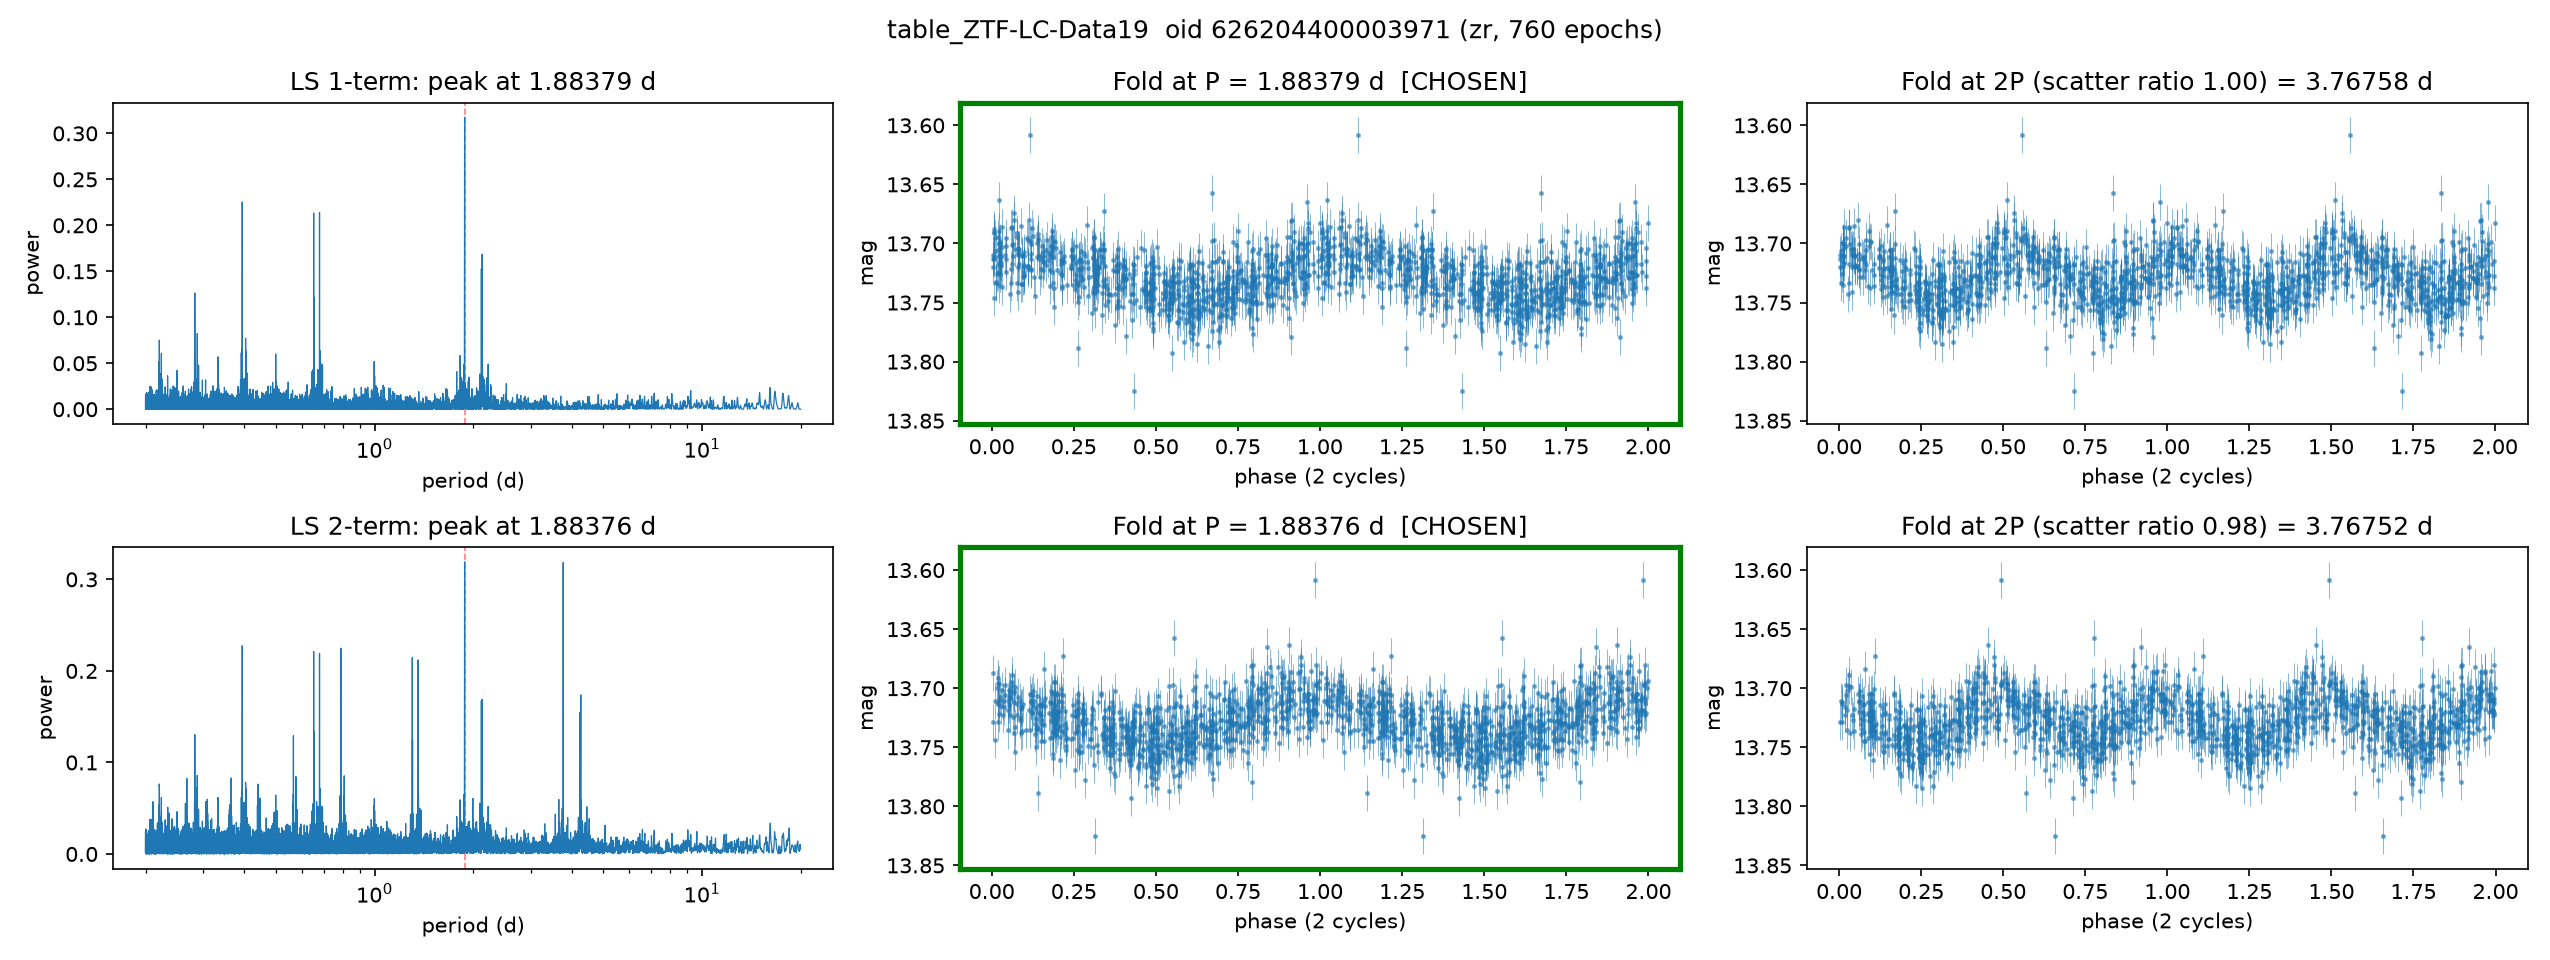 table_ZTF-LC-Data19 oid 626204400003971 (zr, 760 epochs)
LS 1-term: peak at 1.88379 d
power
0.30
0.25
0.20
0.15
0.10
0.05
0.00
10⁰
10¹
period (d)
Fold at P = 1.88379 d [CHOSEN]
mag
13.60
13.65
13.70
13.75
13.80
13.85
0.00 0.25 0.50 0.75 1.00 1.25 1.50 1.75 2.00
phase (2 cycles)
Fold at 2P (scatter ratio 1.00) = 3.76758 d
mag
13.60
13.65
13.70
13.75
13.80
13.85
0.00 0.25 0.50 0.75 1.00 1.25 1.50 1.75 2.00
phase (2 cycles)
LS 2-term: peak at 1.88376 d
power
0.3
0.2
0.1
0.0
10⁰
10¹
period (d)
Fold at P = 1.88376 d [CHOSEN]
mag
13.60
13.65
13.70
13.75
13.80
13.85
0.00 0.25 0.50 0.75 1.00 1.25 1.50 1.75 2.00
phase (2 cycles)
Fold at 2P (scatter ratio 0.98) = 3.76752 d
mag
13.60
13.65
13.70
13.75
13.80
13.85
0.00 0.25 0.50 0.75 1.00 1.25 1.50 1.75 2.00
phase (2 cycles)